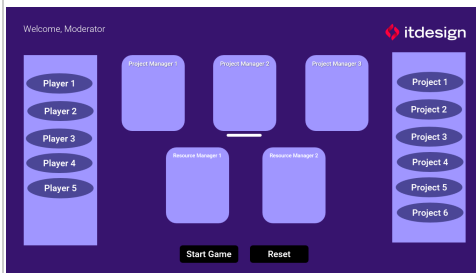 Welcome, Moderator
itdesign
Player 1
Player 2
Player 3
Player 4
Player 5
Project Manager 1
Project Manager 2
Project Manager 3
Resource Manager 1
Resource Manager 2
Project 1
Project 2
Project 3
Project 4
Project 5
Project 6
Start Game
Reset